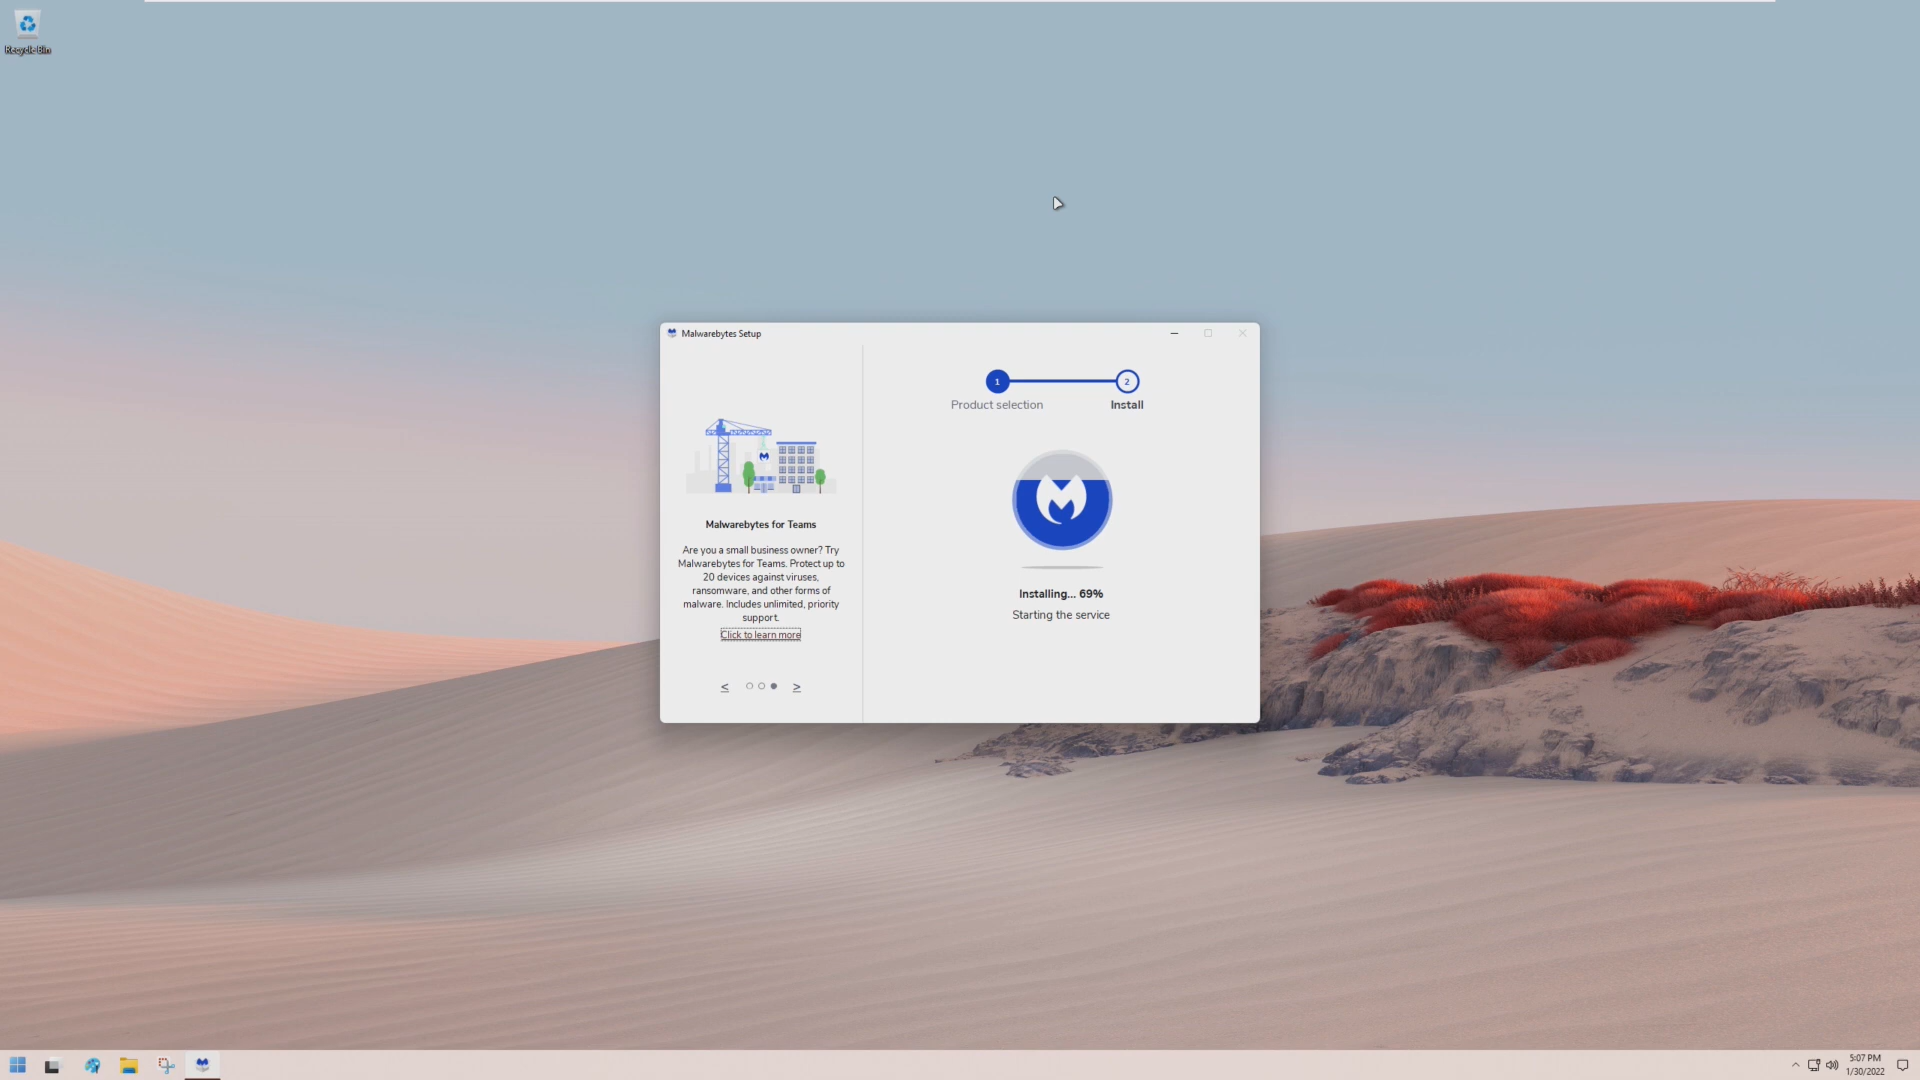 Recycle Bin
Malwarebytes Setup
1
2
Product selection
Install
Malwarebytes for Teams
Are you a small business owner? Try
Malwarebytes for Teams. Protect up to
20 devices against viruses,
ransomware, and other forms of
malware. Includes unlimited, priority
support.
Click to learn more
< >
Installing... 69%
Starting the service
5:07 PM
1/30/2022